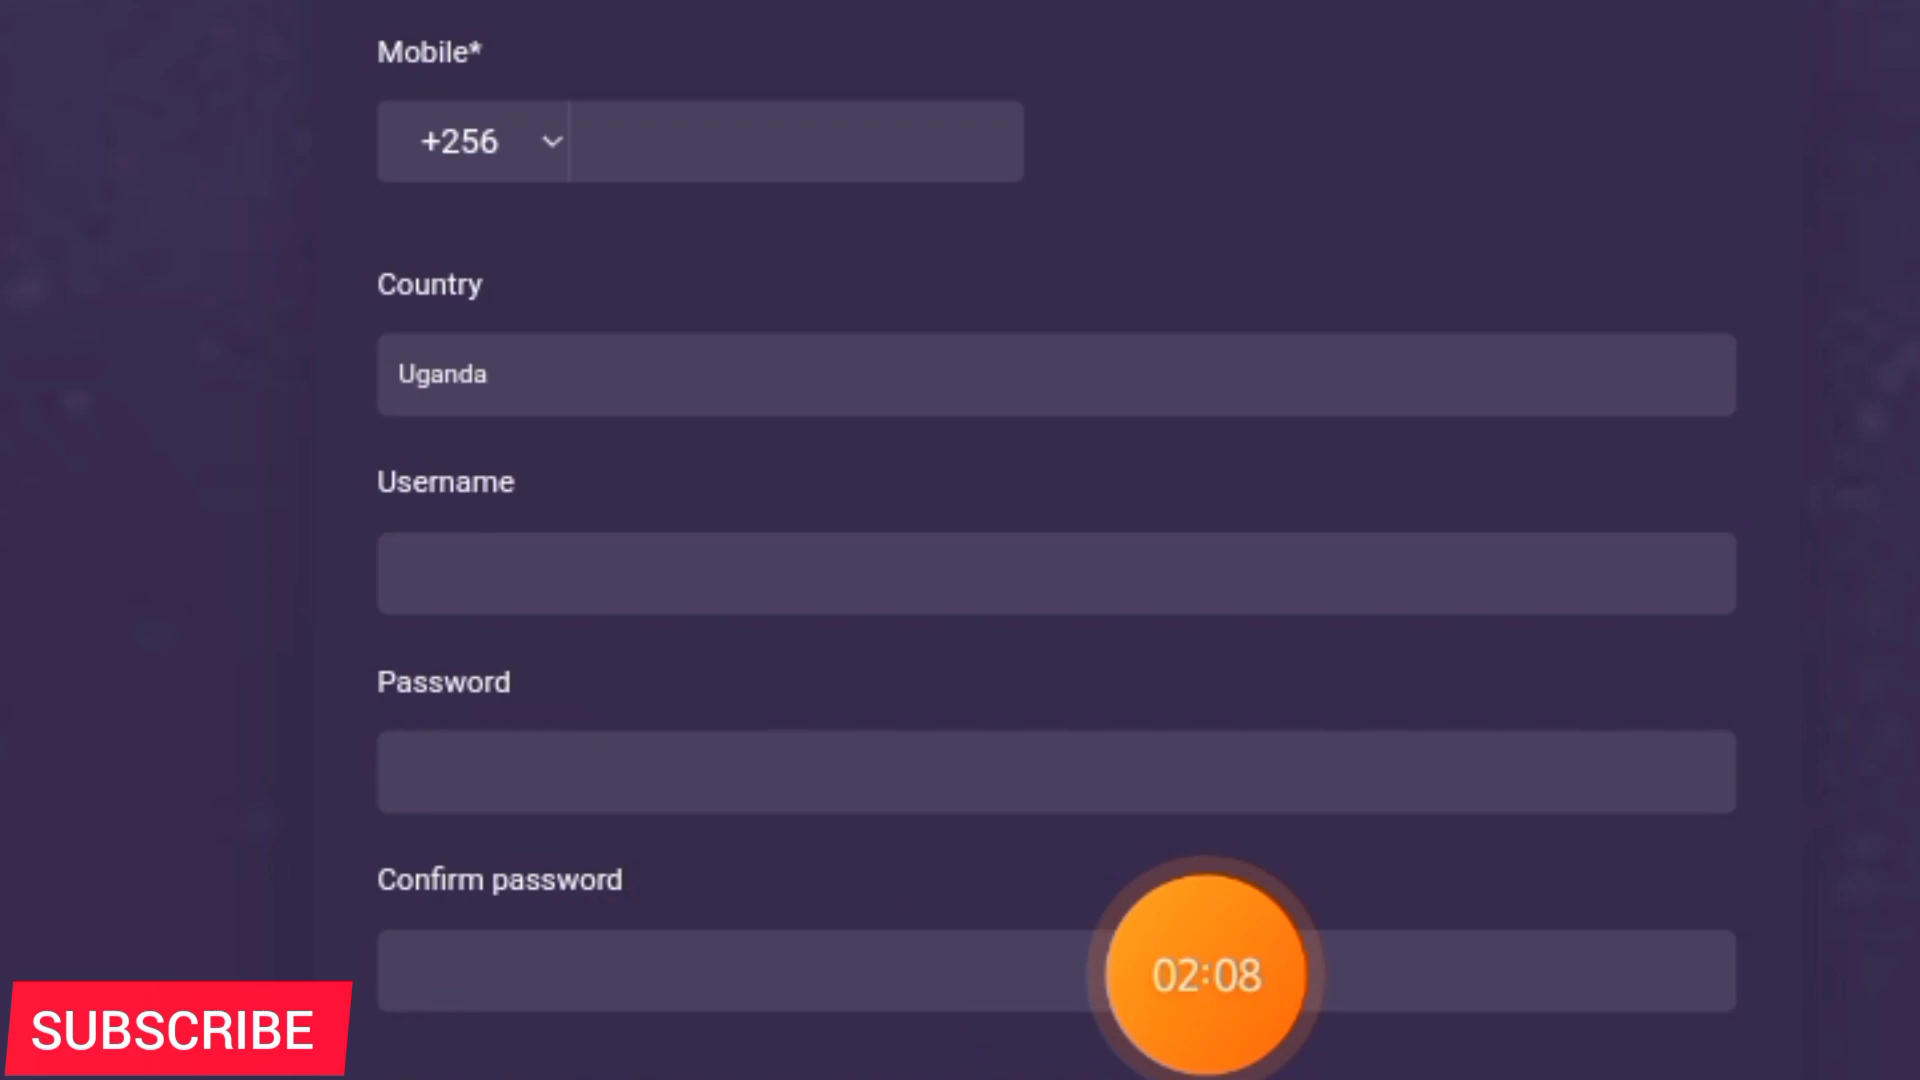 Mobile*
+256
Country
Uganda
Username
Password
Confirm password
02:08
SUBSCRIBE